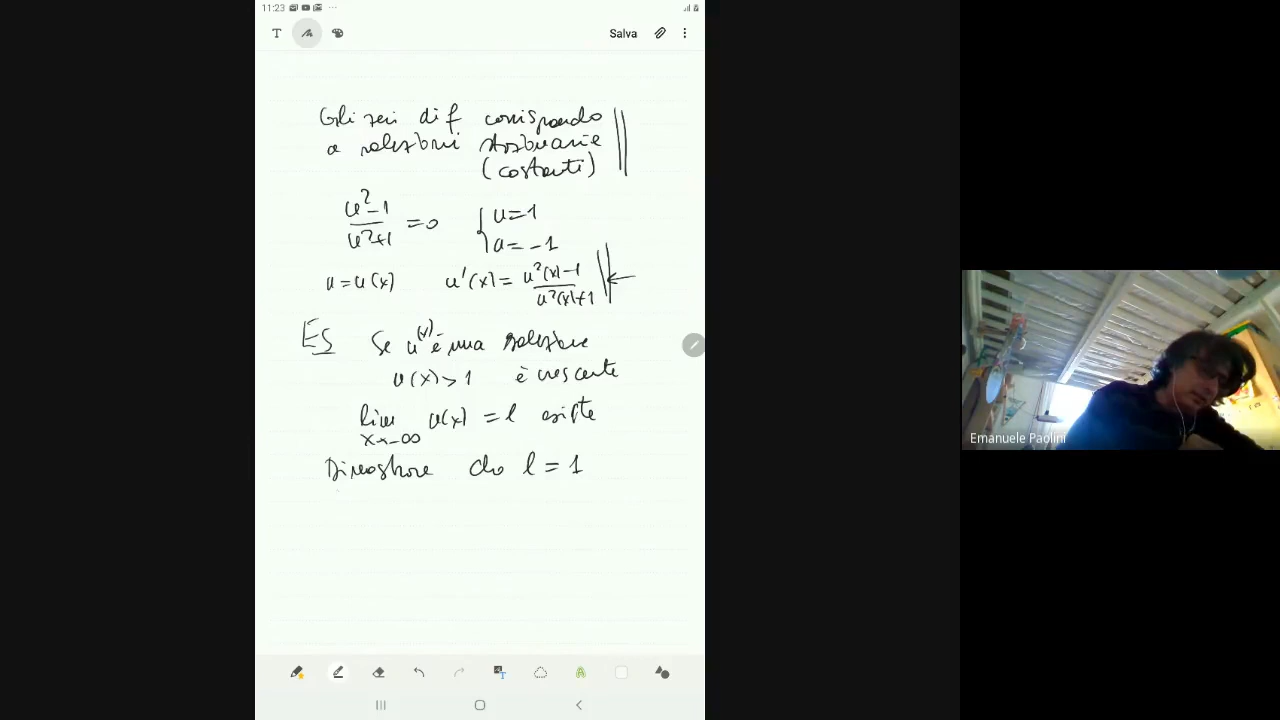 11:23
T
Salva
Gli zeri di f corrispondo
a soluzioni stazionarie
(costanti)
u²-1/u²+1 = 0 { u=1
u=-1
u=u(x) u'(x) = u²(x)-1/u²(x)+1 ←
ES Se u(x) è una soluzione
u(x)>1 è crescente
lim x→-∞ u(x) = l esiste
Dimostrare che l = 1
Emanuele Paolini